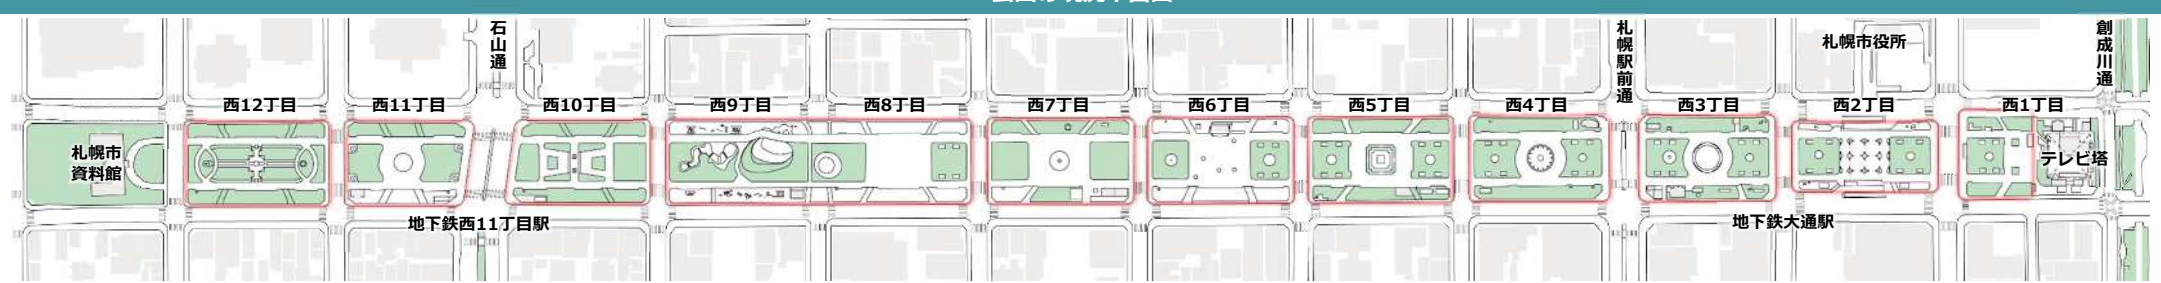 石山通
札幌駅前通
札幌市役所
創成川通
西12丁目
西11丁目
西10丁目
西9丁目
西8丁目
西7丁目
西6丁目
西5丁目
西4丁目
西3丁目
西2丁目
西1丁目
札幌市
資料館
テレビ塔
地下鉄西11丁目駅
地下鉄大通駅